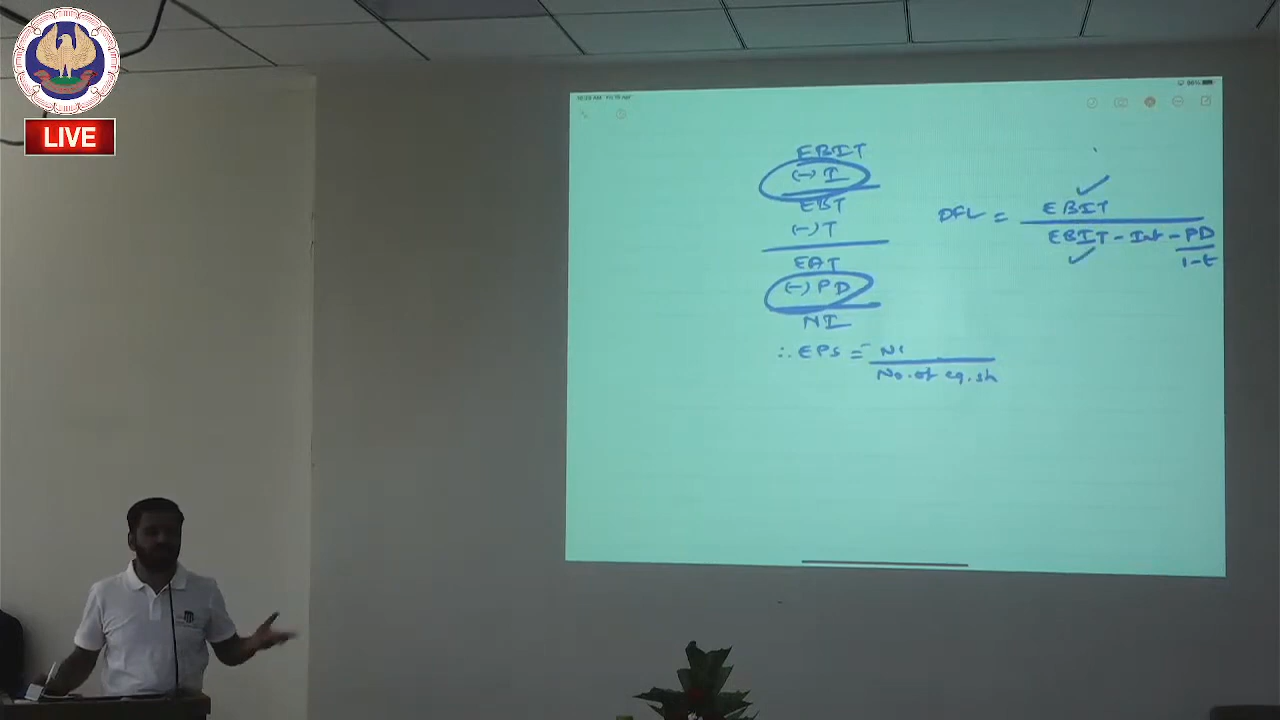 LIVE
EBIT
(-) I
EBT
(-) T
EAT
(-) PD
NI
∴ EPS = NI
No. of eq. sh
DFL = EBIT
EBIT - Int - PD
1-t